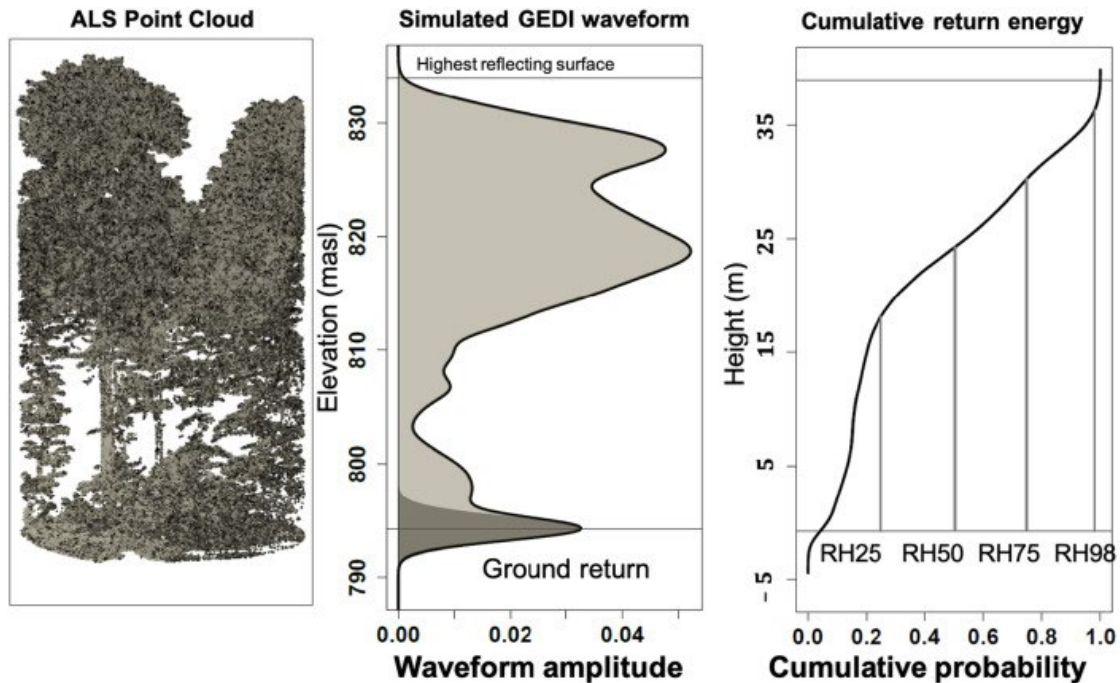 ALS Point Cloud
Simulated GEDI waveform
Cumulative return energy
Highest reflecting surface
Elevation (masl)
830
820
810
800
790
Ground return
0.00
0.02
0.04
Waveform amplitude
Height (m)
35
25
15
5
-5
RH25
RH50
RH75
RH98
0.0
0.2
0.4
0.6
0.8
1.0
Cumulative probability